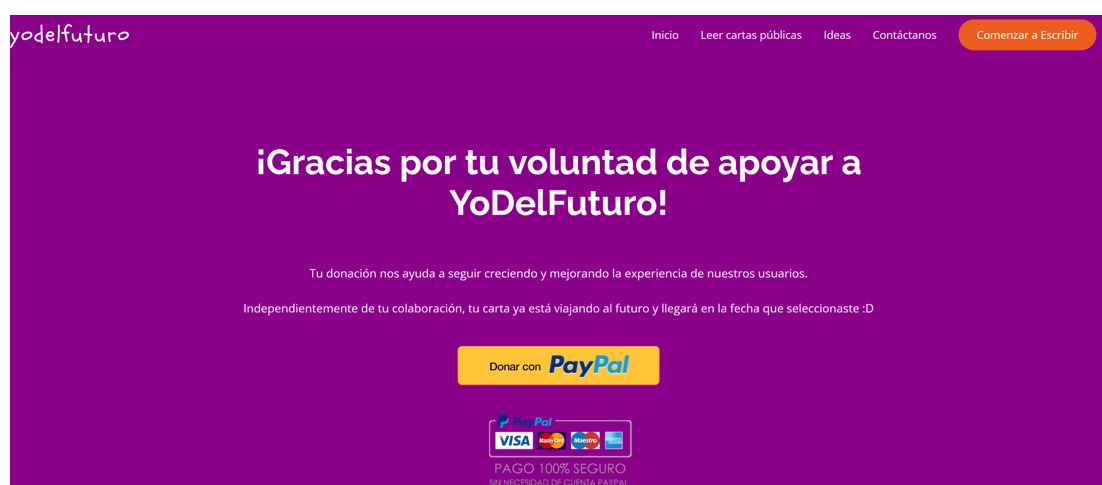 yodelfuturo
Inicio Leer cartas públicas Ideas Contáctanos Comenzar a Escribir
¡Gracias por tu voluntad de apoyar a
YoDelFuturo!
Tu donación nos ayuda a seguir creciendo y mejorando la experiencia de nuestros usuarios.
Independientemente de tu colaboración, tu carta ya está viajando al futuro y llegará en la fecha que seleccionaste :D
Donar con PayPal
PayPal
VISA MasterCard Maestro
PAGO 100% SEGURO
SIN NECESIDAD DE CUENTA PAYPAL